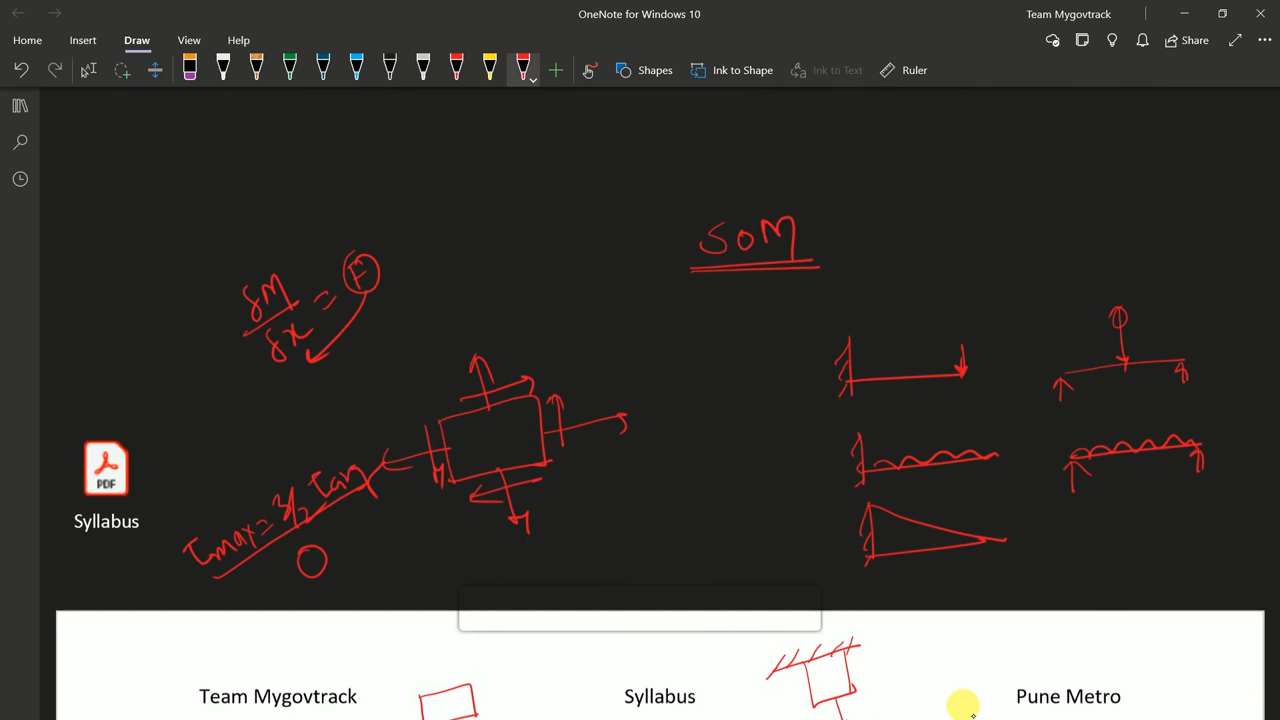 OneNote for Windows 10
Team Mygovtrack
Home Insert Draw View Help
Share
Shapes
Ink to Shape
Ink to Text
Ruler
SOM
δM/δx = F
PDF
Syllabus
τmax = 3/2 τav
Team Mygovtrack
Syllabus
Pune Metro